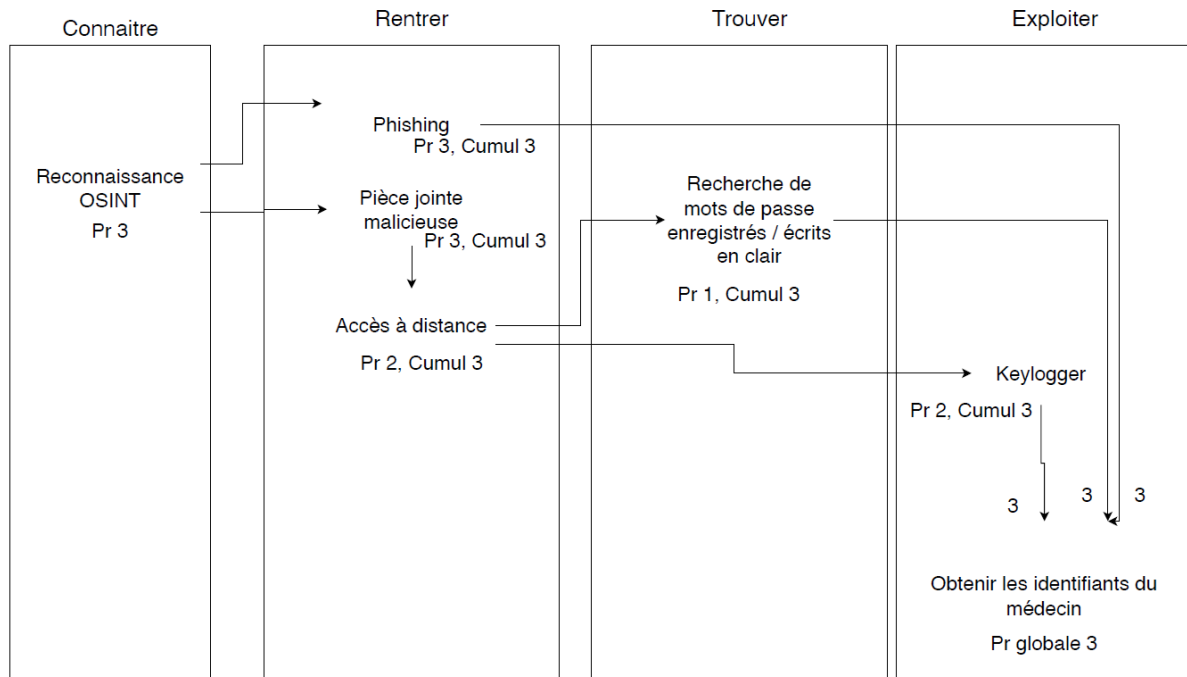 Connaitre
Rentrer
Trouver
Exploiter
Reconnaissance
OSINT
Pr 3
Phishing
Pr 3, Cumul 3
Pièce jointe
malicieuse
Pr 3, Cumul 3
Accès à distance
Pr 2, Cumul 3
Recherche de
mots de passe
enregistrés / écrits
en clair
Pr 1, Cumul 3
Keylogger
Pr 2, Cumul 3
3
3
3
Obtenir les identifiants du
médecin
Pr globale 3